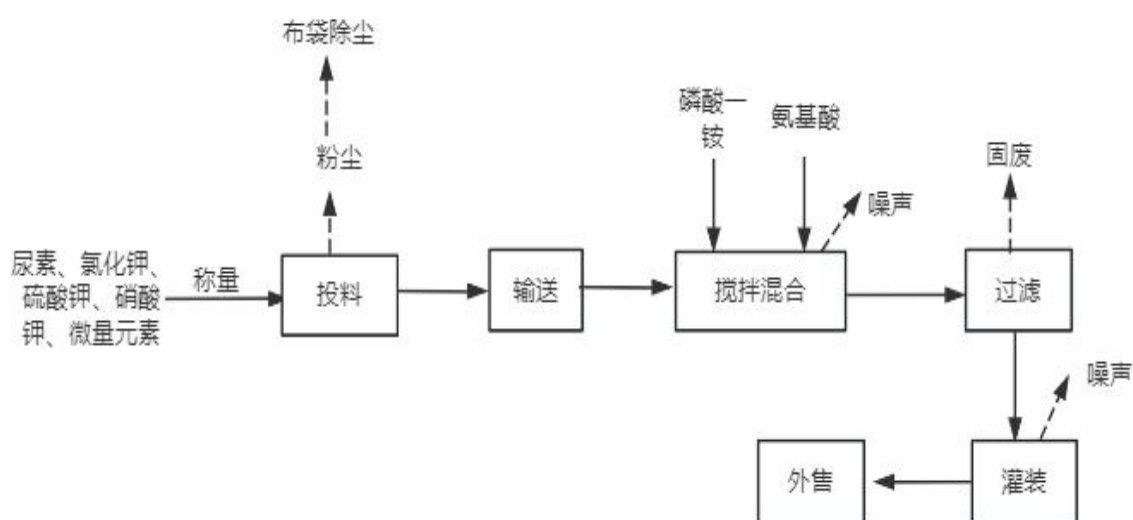 布袋除尘
粉尘
磷酸一
铵
氨基酸
噪声
固废
尿素、氯化钾、
硫酸钾、硝酸
钾、微量元素
称量
投料
输送
搅拌混合
过滤
噪声
外售
灌装